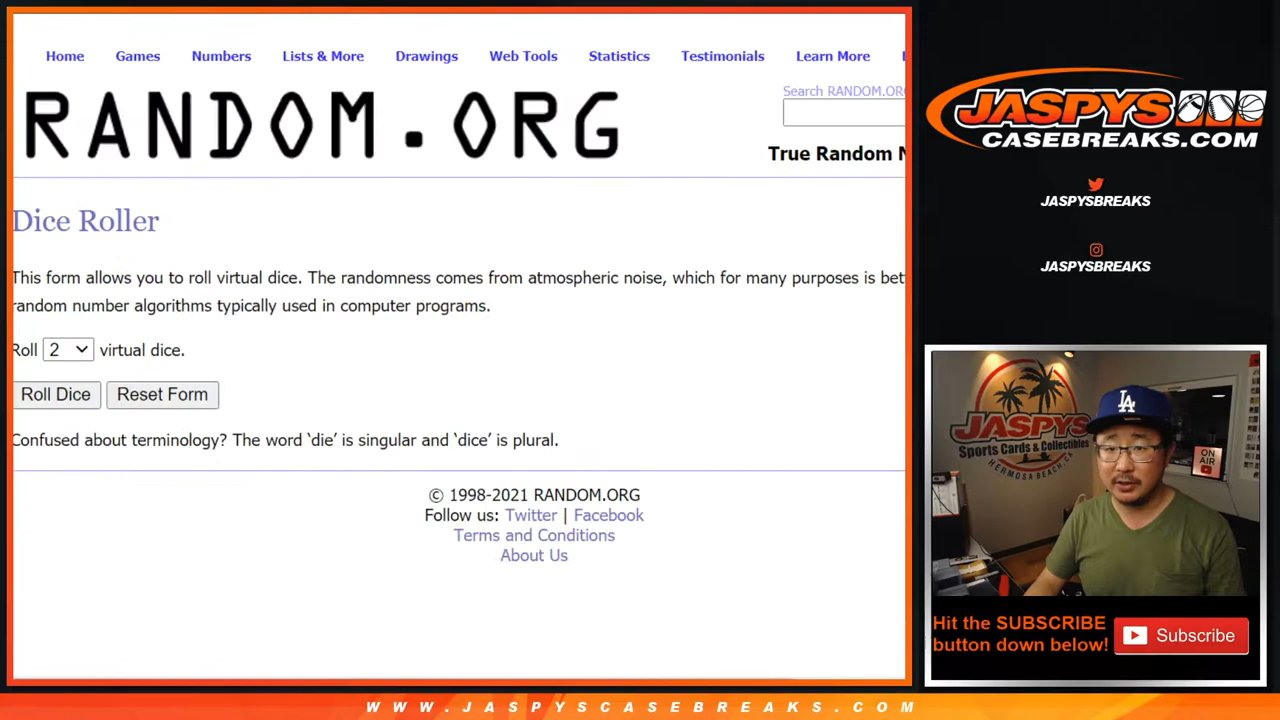 Home Games Numbers Lists & More Drawings Web Tools Statistics Testimonials Learn More
RANDOM.ORG
Search RANDOM.ORG
True Random N
Dice Roller
This form allows you to roll virtual dice. The randomness comes from atmospheric noise, which for many purposes is bet
random number algorithms typically used in computer programs.
Roll 2 virtual dice.
Roll Dice Reset Form
Confused about terminology? The word ‘die’ is singular and ‘dice’ is plural.
© 1998-2021 RANDOM.ORG
Follow us: Twitter | Facebook
Terms and Conditions
About Us
JASPYS
CASEBREAKS.COM
JASPYSBREAKS
JASPYSBREAKS
JASPYS
Sports Cards & Collectibles
HERMOSA BEACH, CA
LA
ON
AIR
Hit the SUBSCRIBE
button down below!
Subscribe
WWW.JASPYSCASEBREAKS.COM